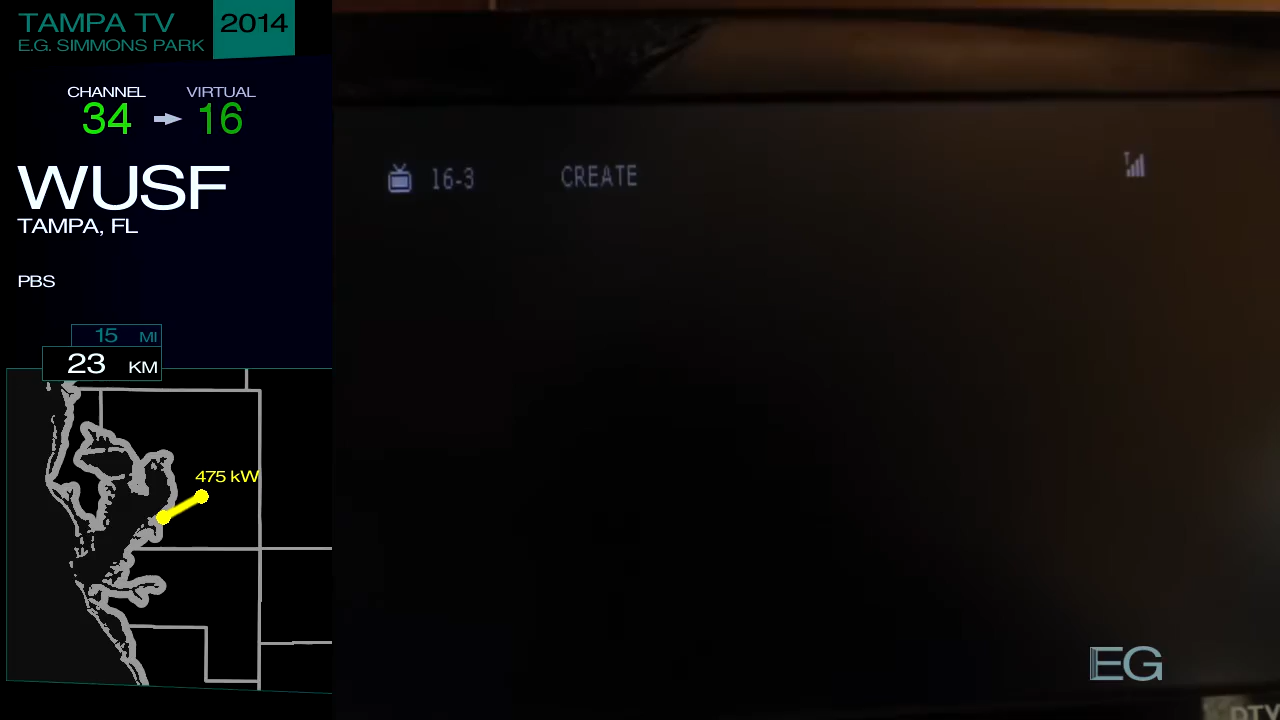 TAMPA TV
E.G. SIMMONS PARK
2014
CHANNEL
34
VIRTUAL
16
WUSF
TAMPA, FL
PBS
15 MI
23 KM
475 kW
16-3 CREATE
EG
DTV